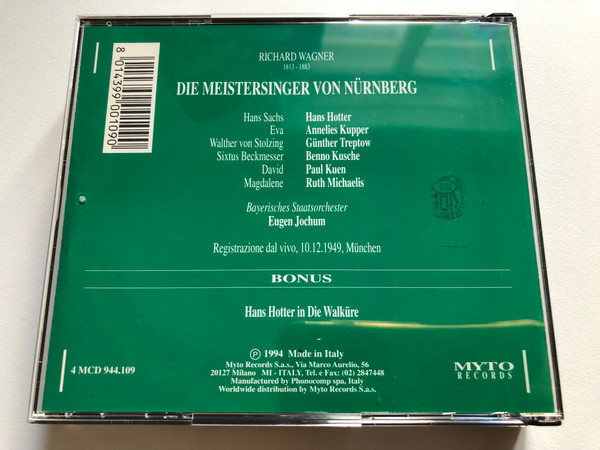 8 014399 001090
RICHARD WAGNER
1813 - 1883
DIE MEISTERSINGER VON NÜRNBERG
Hans Sachs Hans Hotter
Eva Annelies Kupper
Walther von Stolzing Günther Treptow
Sixtus Beckmesser Benno Kusche
David Paul Kuen
Magdalene Ruth Michaelis
Bayerisches Staatsorchester
Eugen Jochum
Registrazione dal vivo, 10.12.1949, München
BONUS
Hans Hotter in Die Walküre
℗ 1994 Made in Italy
Myto Records S.a.s., Via Marco Aurelio, 56
20127 Milano MI - ITALY, Tel. e Fax: (02) 2847448
Manufactured by Phonocomp spa, Italy
Worldwide distribution by Myto Records S.a.s.
4 MCD 944.109
MYTO
RECORDS